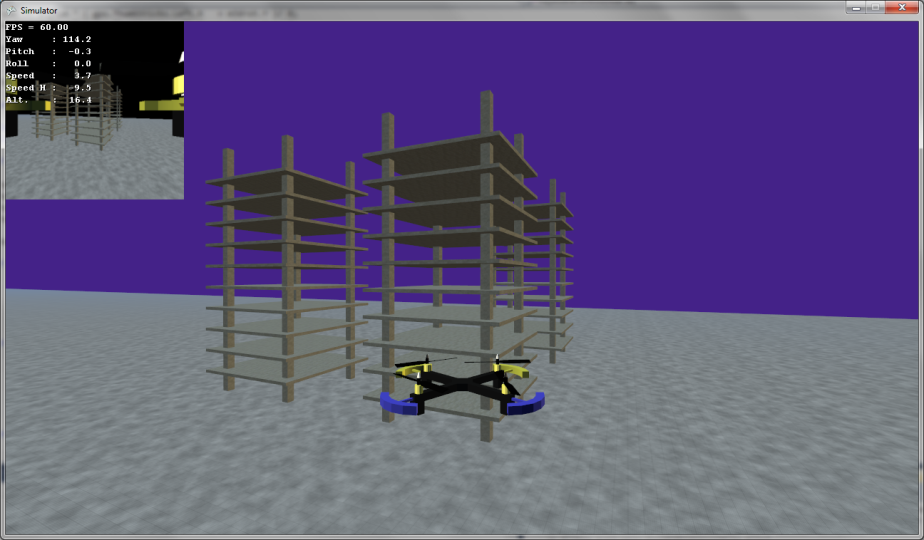 Simulator
FPS = 60.00
Yaw : 114.2
Pitch : -0.3
Roll : 0.0
Speed : 3.7
Speed H : -9.5
Alt. : 16.4